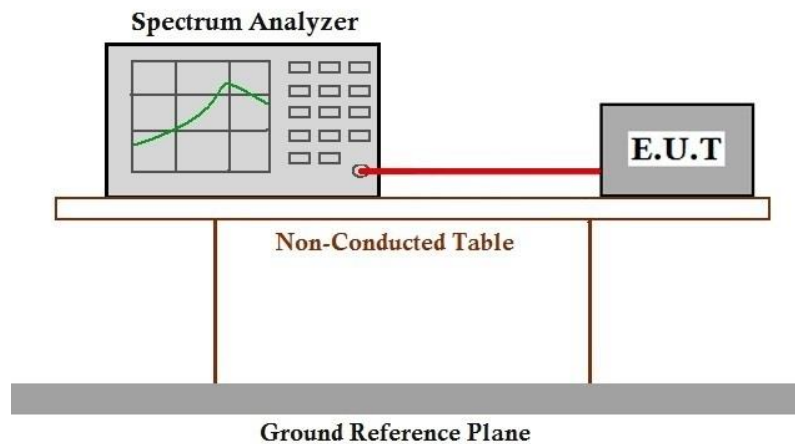 Spectrum Analyzer
E.U.T
Non-Conducted Table
Ground Reference Plane